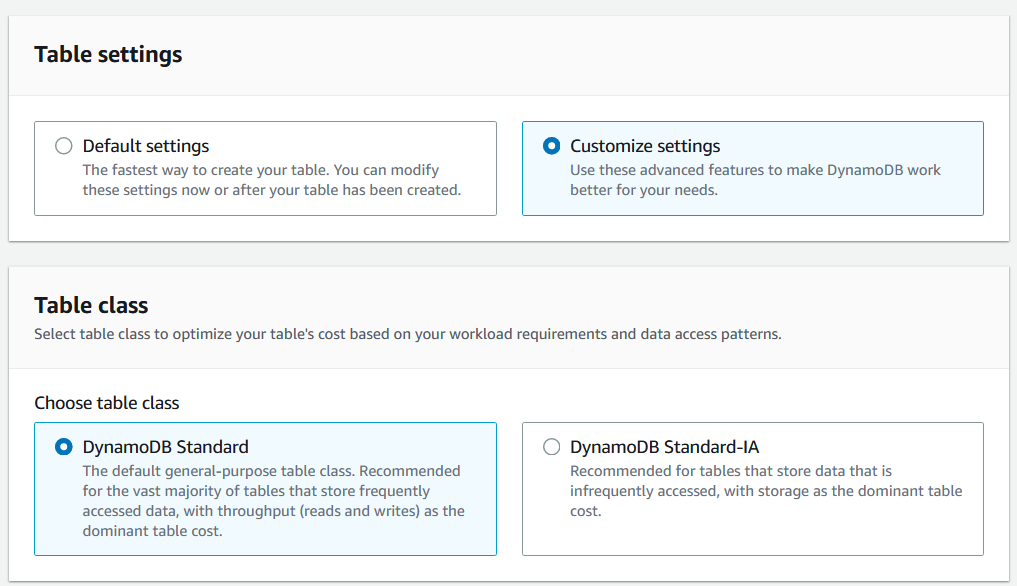 Table settings
Default settings
The fastest way to create your table. You can modify
these settings now or after your table has been created.
Customize settings
Use these advanced features to make DynamoDB work
better for your needs.
Table class
Select table class to optimize your table's cost based on your workload requirements and data access patterns.
Choose table class
DynamoDB Standard
The default general-purpose table class. Recommended
for the vast majority of tables that store frequently
accessed data, with throughput (reads and writes) as the
dominant table cost.
DynamoDB Standard-IA
Recommended for tables that store data that is
infrequently accessed, with storage as the dominant table
cost.